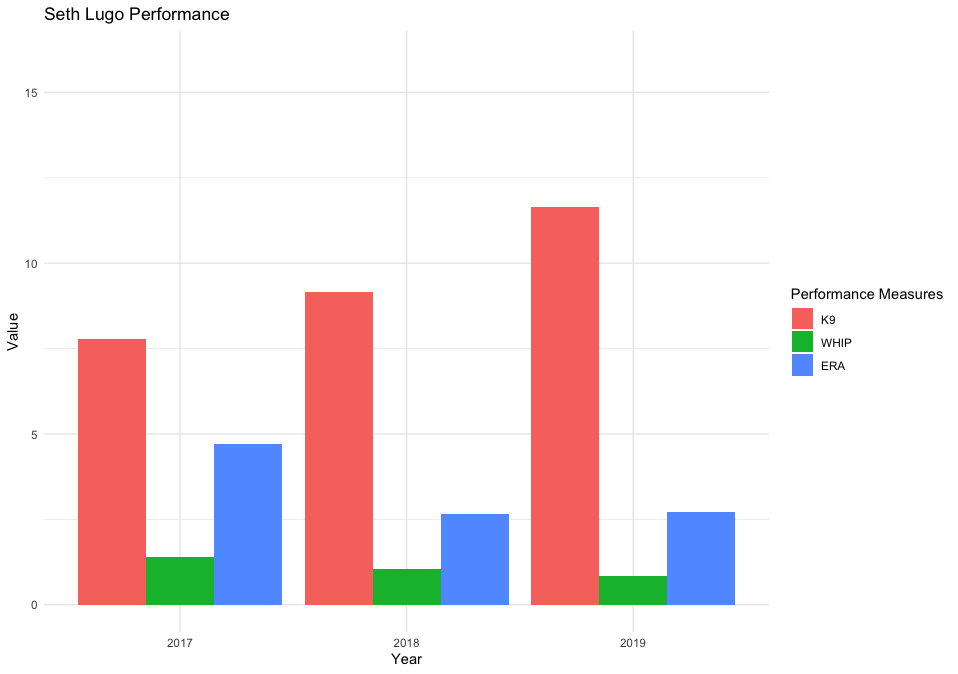 Seth Lugo Performance
15
10
5
0
Value
2017
2018
2019
Year
Performance Measures
K9
WHIP
ERA